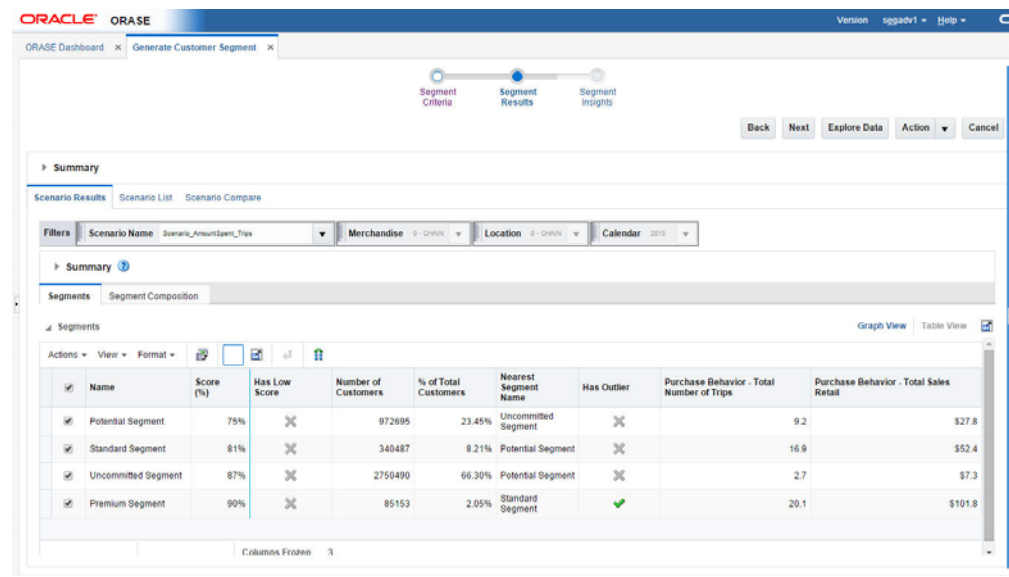 ORACLE ORASE
Version segadv1 Help
ORASE Dashboard × Generate Customer Segment ×
Segment Criteria
Segment Results
Segment Insights
Back Next Explore Data Action Cancel
Summary
Scenario Results Scenario List Scenario Compare
Filters Scenario Name Scenario_AmountSpent_Trips Merchandise 0 - CHAIN Location 0 - CHAIN Calendar 2015
Summary ?
Segments Segment Composition
Segments Graph View Table View
Actions View Format
Name Score (%) Has Low Score Number of Customers % of Total Customers Nearest Segment Name Has Outlier Purchase Behavior - Total Number of Trips Purchase Behavior - Total Sales Retail
Potential Segment 75% 972695 23.45% Uncommitted Segment 9.2 $27.8
Standard Segment 81% 340487 8.21% Potential Segment 16.9 $52.4
Uncommitted Segment 87% 2750490 66.30% Potential Segment 2.7 $7.3
Premium Segment 90% 85153 2.05% Standard Segment 20.1 $101.8
Columns Frozen 3